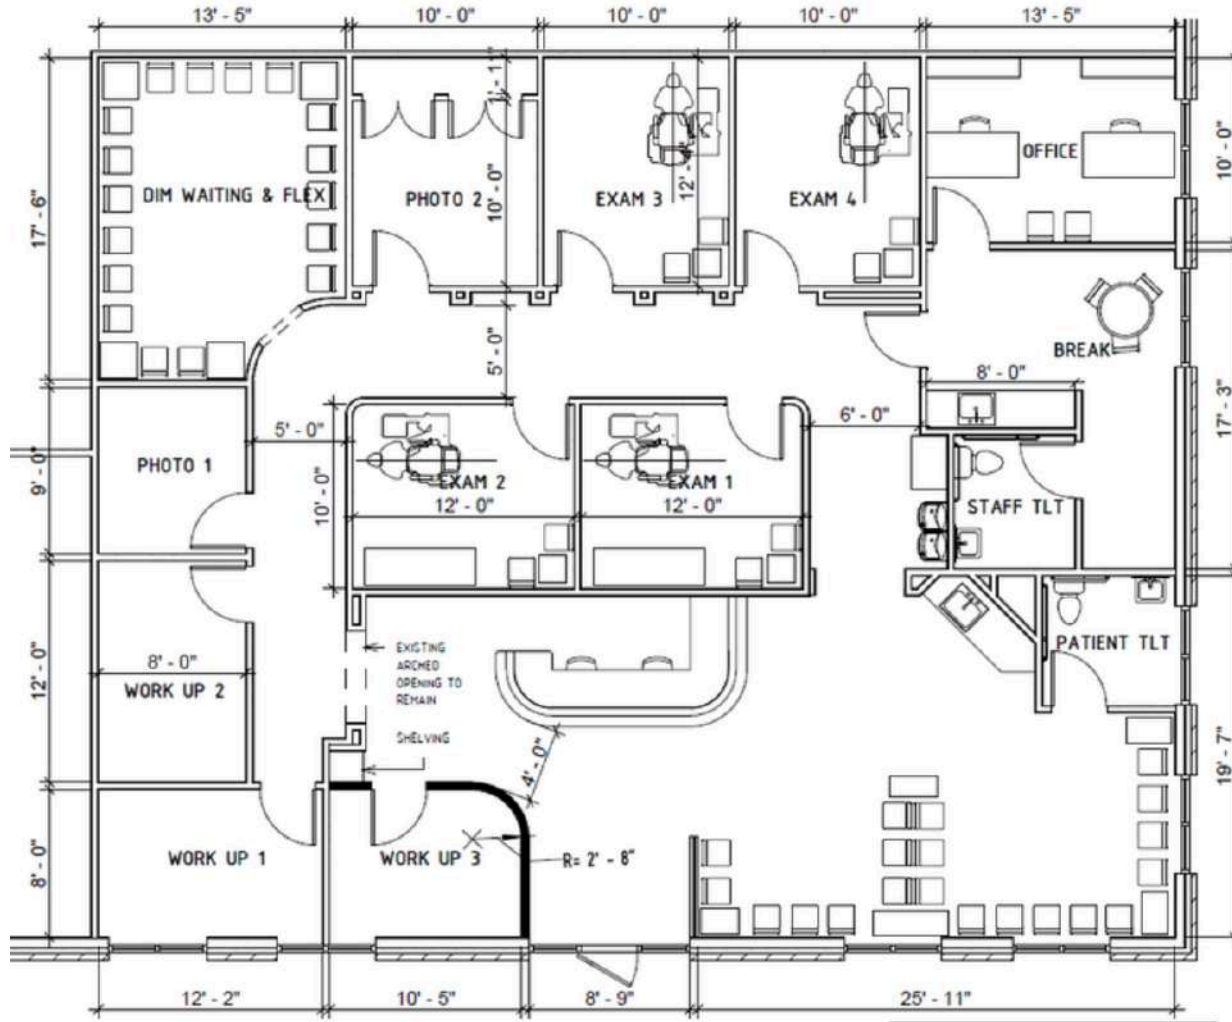 13' - 5"
10' - 0"
10' - 0"
10' - 0"
13' - 5"
1' - 11"
17' - 6"
DIM WAITING & FLEX
PHOTO 2
10' - 0"
EXAM 3
12' - 4"
EXAM 4
OFFICE
10' - 0"
5' - 0"
BREAK
8' - 0"
17' - 3"
9' - 0"
PHOTO 1
5' - 0"
6' - 0"
10' - 0"
EXAM 2
12' - 0"
EXAM 1
12' - 0"
STAFF TLT
PATIENT TLT
12' - 0"
8' - 0"
WORK UP 2
EXISTING
ARCHED
OPENING TO
REMAIN
SHELVING
4' - 0"
19' - 7"
8' - 0"
WORK UP 1
WORK UP 3
R= 2' - 8"
12' - 2"
10' - 5"
8' - 9"
25' - 11"